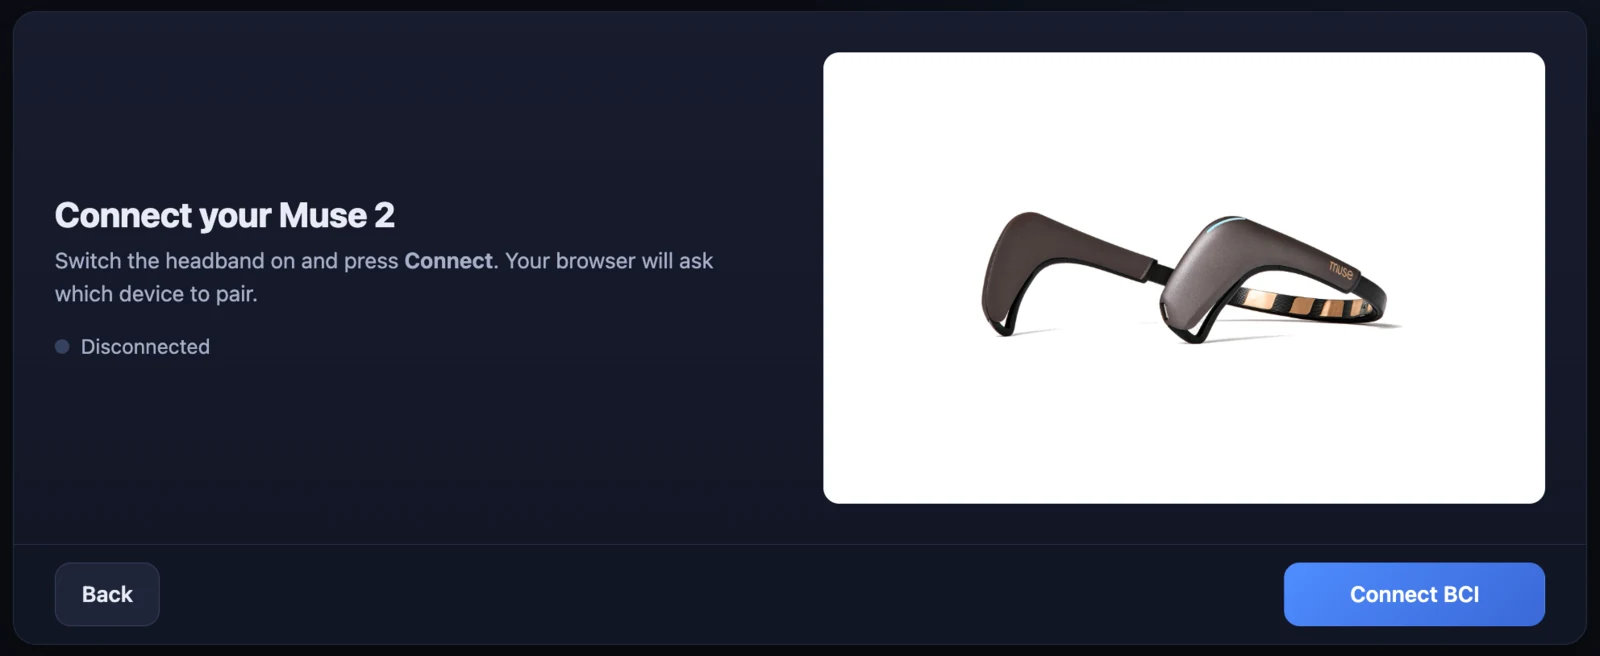 Connect your Muse 2
Switch the headband on and press Connect. Your browser will ask
which device to pair.
Disconnected
muse
Back
Connect BCI